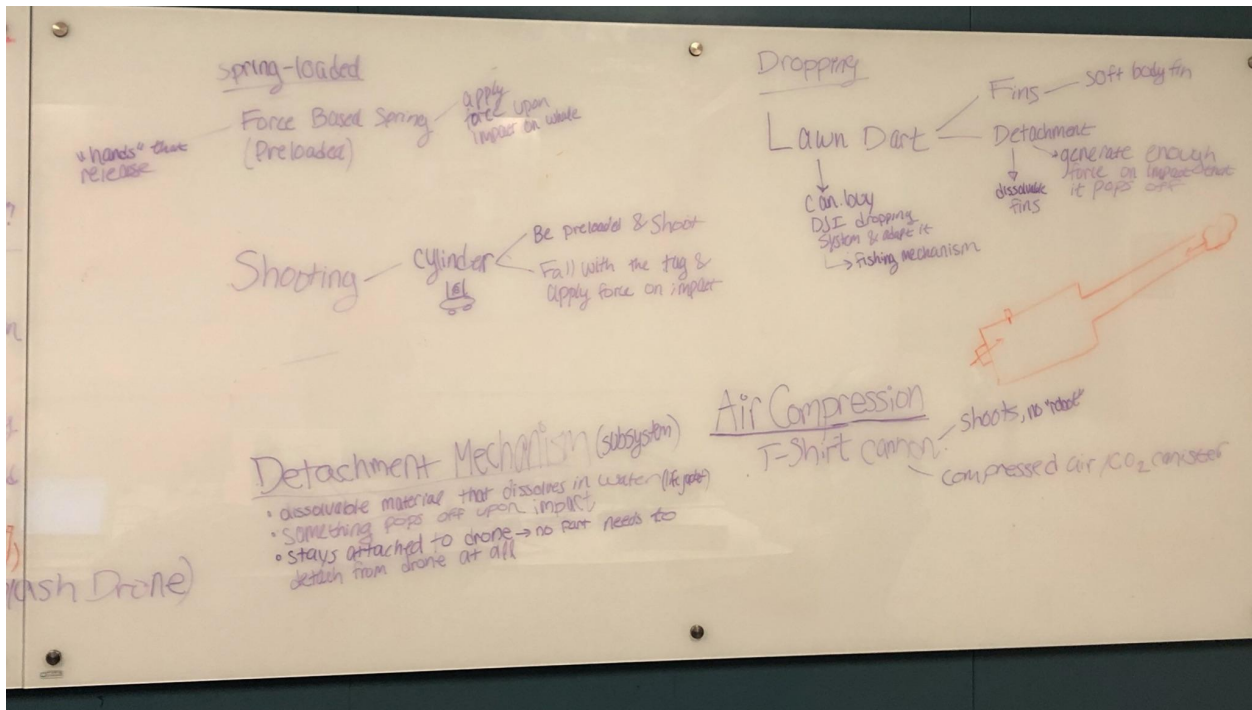 spring-loaded
Force Based Spring
(Preloaded)
"hands" that
release
apply
force upon
impact on whale
Shooting
cylinder
Be preloaded & Shoot
Fall with the tag &
apply force on impact
Dropping
Lawn Dart
Fins
soft body fin
Detachment
generate enough
force on impact that
it pops off
dissolvable
fins
can buy
DJI dropping
system & adapt it
fishing mechanism
Detachment Mechanism (subsystem)
• dissolvable material that dissolves in water (life jacket)
• something pops off upon impact
• stays attached to drone → no part needs to
detach from drone at all
Air Compression
T-Shirt cannon
shoots, no "robot"
compressed air/CO2 canister
ash Drone)
?